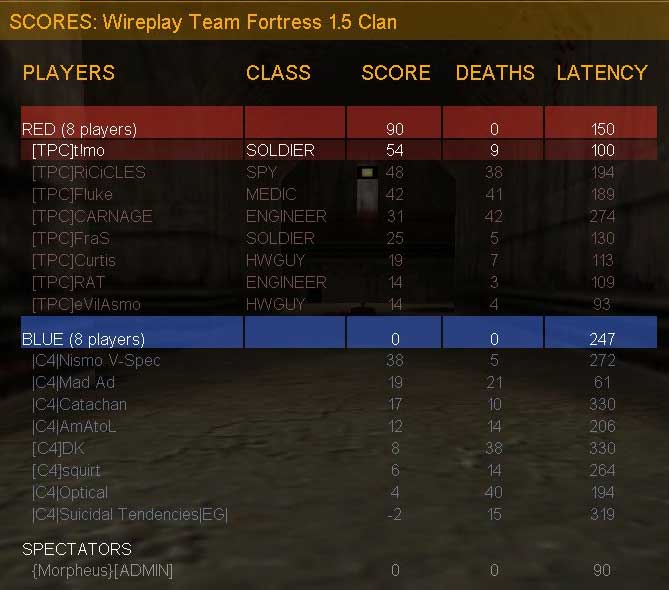 SCORES: Wireplay Team Fortress 1.5 Clan
PLAYERS CLASS SCORE DEATHS LATENCY
RED (8 players) 90 0 150
[TPC]t!mo SOLDIER 54 9 100
[TPC]RiCiCLES SPY 48 38 194
[TPC]Fluke MEDIC 42 41 189
[TPC]CARNAGE ENGINEER 31 42 274
[TPC]FraS SOLDIER 25 5 130
[TPC]Curtis HWGUY 19 7 113
[TPC]RAT ENGINEER 14 3 109
[TPC]eVilAsmo HWGUY 14 4 93
BLUE (8 players) 0 0 247
|C4|Nismo V-Spec 38 5 272
|C4|Mad Ad 19 21 61
|C4|Catachan 17 10 330
|C4|AmAtoL 12 14 206
[C4]DK 8 38 330
[C4]squirt 6 14 264
|C4|Optical 4 40 194
|C4|Suicidal Tendencies|EG| -2 15 319
SPECTATORS
{Morpheus}[ADMIN] 0 0 90